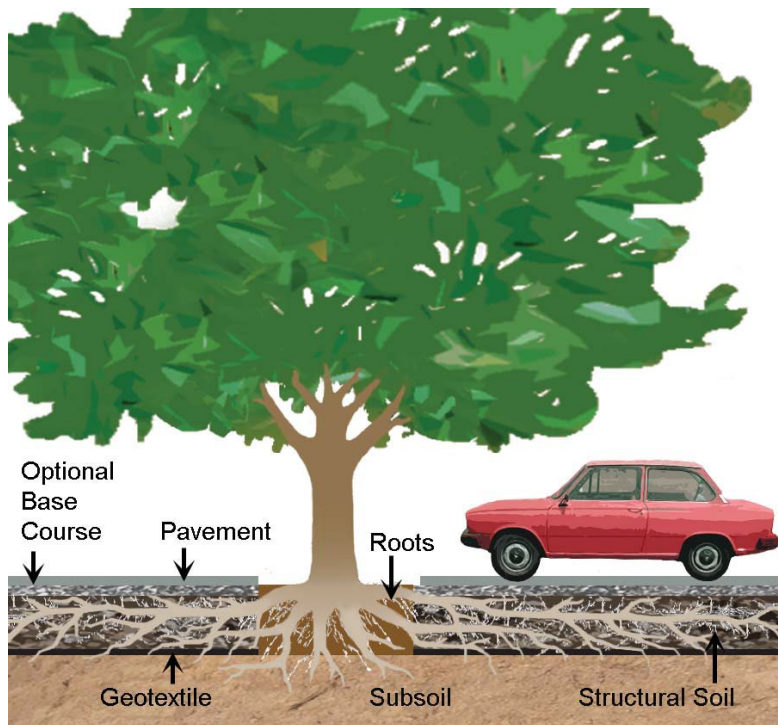 Optional
Base
Course
Pavement
Roots
Geotextile
Subsoil
Structural Soil